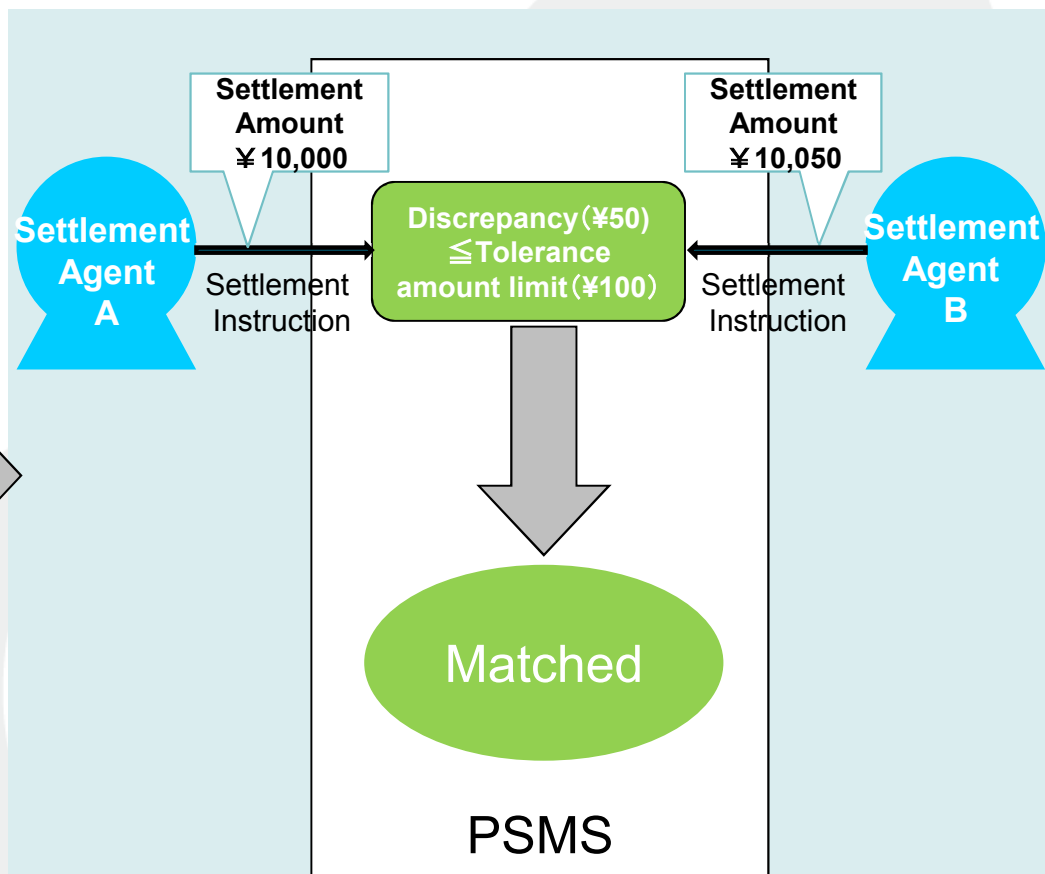 Settlement
Amount
¥10,000
Settlement
Amount
¥10,050
Settlement
Agent
A
Discrepancy(¥50)
≦Tolerance
amount limit(¥100)
Settlement
Agent
B
Settlement
Instruction
Settlement
Instruction
Matched
PSMS